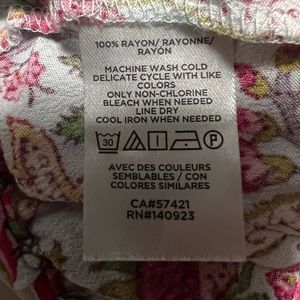 100% RAYON/ RAYONNE/
RAYON
MACHINE WASH COLD
DELICATE CYCLE WITH LIKE
COLORS
ONLY NON-CHLORINE
BLEACH WHEN NEEDED
LINE DRY
COOL IRON WHEN NEEDED
30 P
AVEC DES COULEURS
SEMBLABLES / CON
COLORES SIMILARES
CA#57421
RN#140923